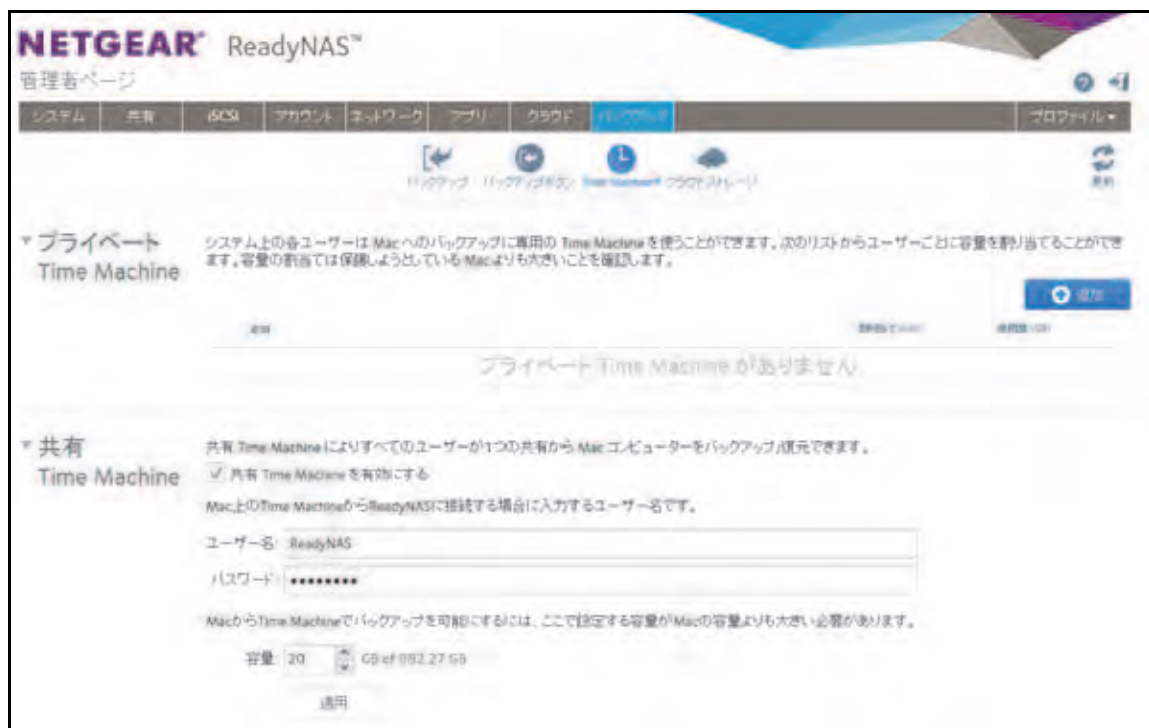 NETGEAR® ReadyNAS™
管理者ページ
システム 共有 iSCSI アカウント ネットワーク アプリ クラウド バックアップ プロファイル
バックアップ バックアップボタン Time Machine クラウドストレージ 更新
プライベート Time Machine
システム上の各ユーザーは Mac へのバックアップに専用の Time Machine を使うことができます。次のリストからユーザーごとに容量を割り当てることができ
ます。容量の割当ては保護しようとしている Macよりも大きいことを確認します。
追加
名前
プライベート Time Machine がありません
共有 Time Machine
共有 Time Machine によりすべてのユーザーが1つの共有から Mac コンピューターをバックアップ/復元できます。
共有 Time Machine を有効にする
Mac上のTime MachineからReadyNASに接続する場合に入力するユーザー名です。
ユーザー名: ReadyNAS
パスワード: ••••••••
MacからTime Machineでバックアップを可能にするには、ここで設定する容量がMacの容量よりも大きい必要があります。
容量: 20 GB of 982.27 GB
適用